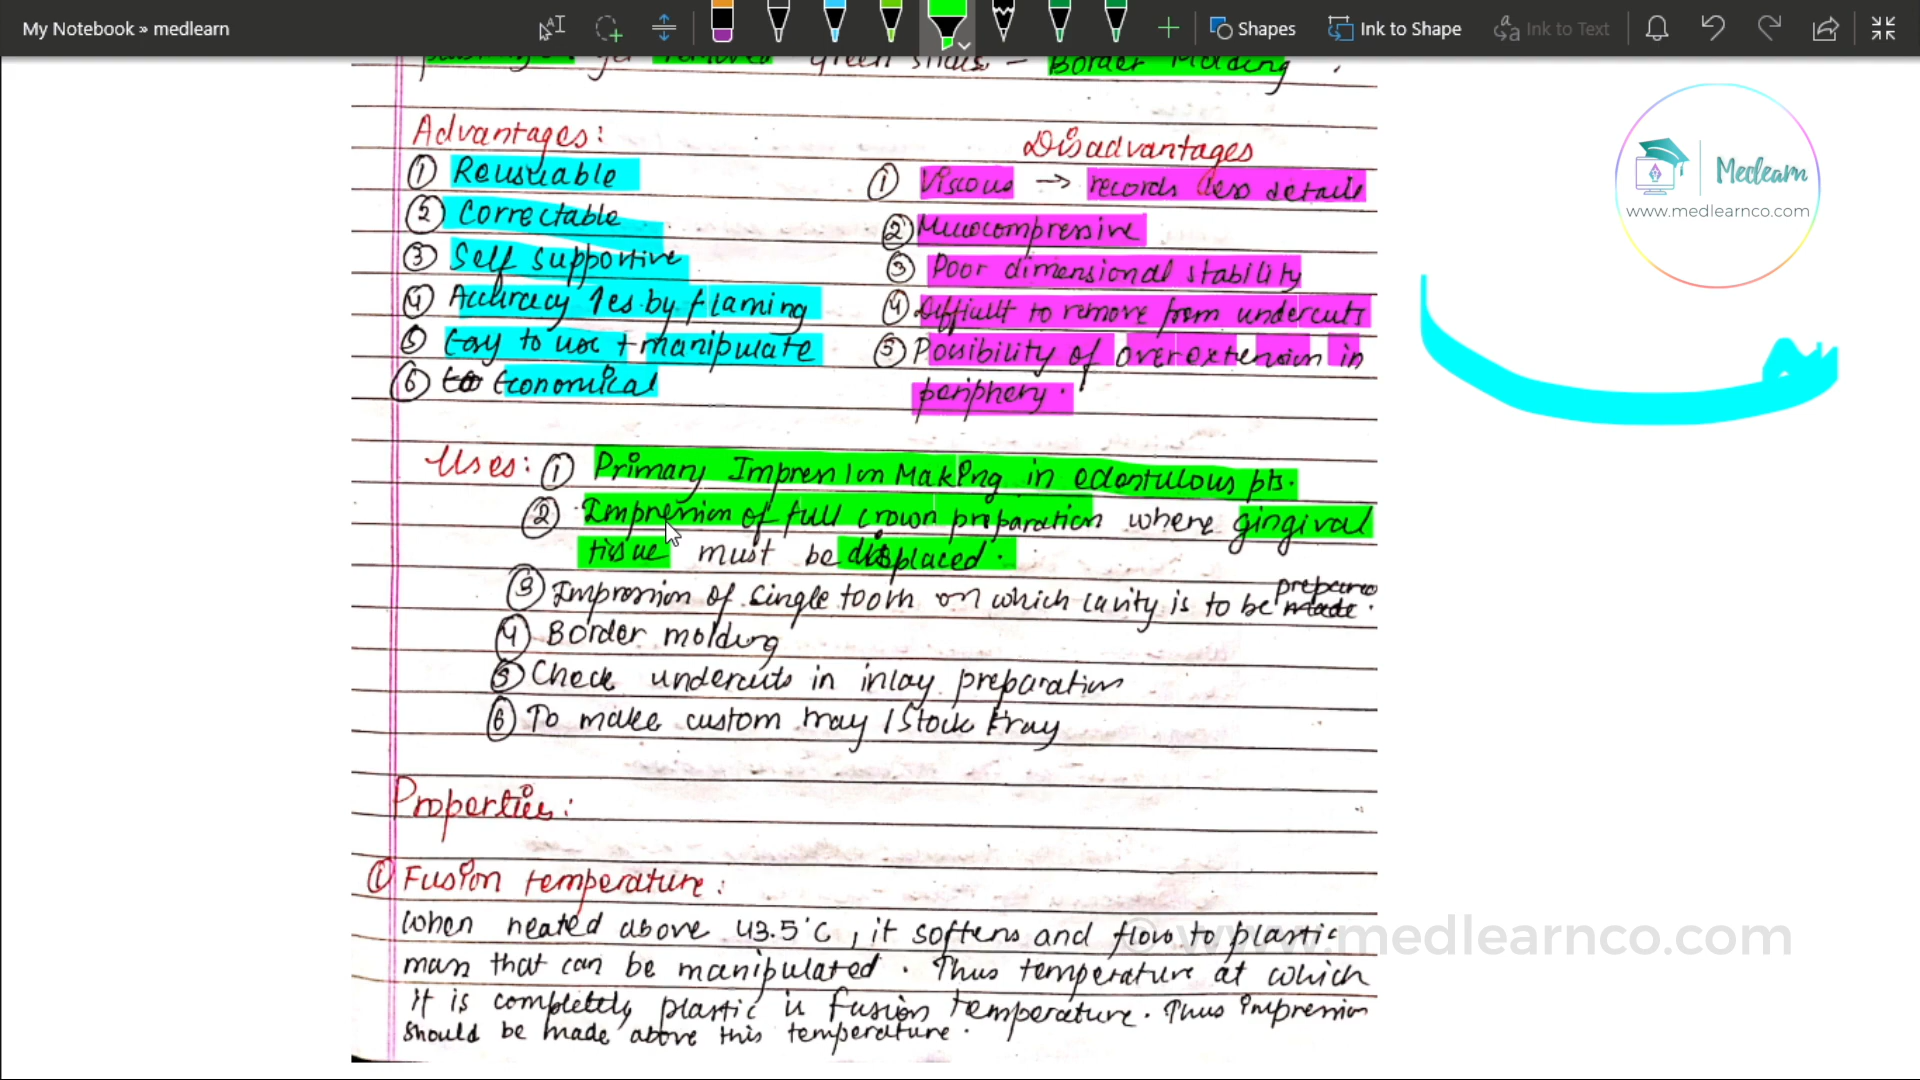 My Notebook » medlearn
Shapes
Ink to Shape
Ink to Text
green sticks – Border Molding
Advantages:
① Reusuable
② Correctable
③ Self supportive
④ Accuracy ↑es by flaming
⑤ Easy to use + manipulate
⑥ Economical
Disadvantages
① Viscous → records less details
② Mucocompressive
③ Poor dimensional stability
④ Difficult to remove from undercuts
⑤ Possibility of overextension in
periphery.
Medlearn
www.medlearnco.com
Uses: ① Primary Impression Making in edentulous pts.
② Impression of full crown preparation where gingival
tissue must be displaced.
③ Impression of single tooth on which cavity is to be
④ Border molding
⑤ Check undercuts in inlay preparation
⑥ To make custom tray / Stock tray
Properties:
① Fusion temperature:
When heated above 43.5°C, it softens and flow to plastic
mass that can be manipulated. Thus temperature at which
it is completely plastic is fusion temperature. Thus impression
should be made above this temperature.
© www.medlearnco.com